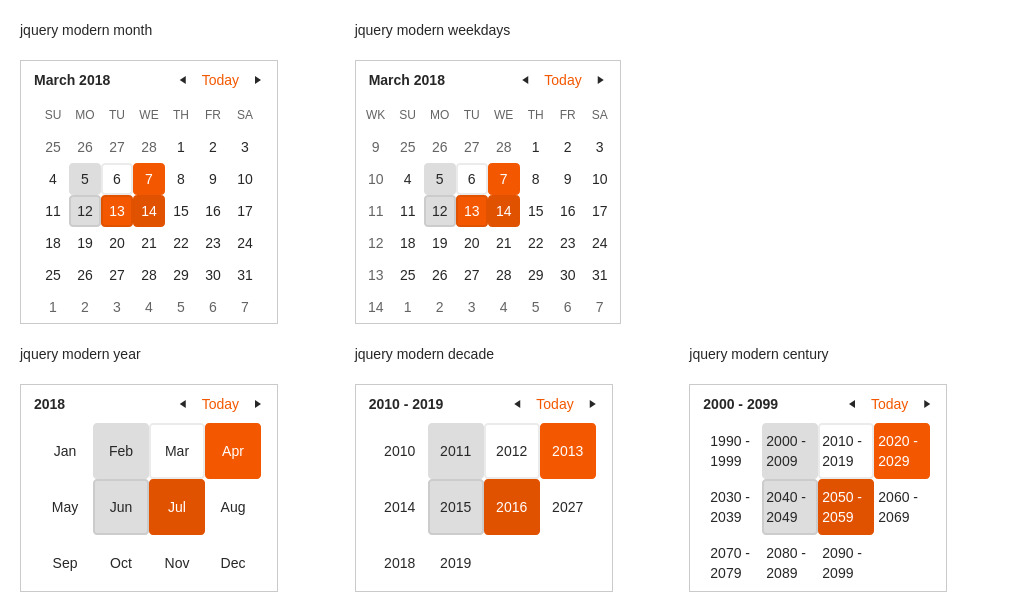 jquery modern month
March 2018 Today
SU MO TU WE TH FR SA
25 26 27 28 1 2 3
4 5 6 7 8 9 10
11 12 13 14 15 16 17
18 19 20 21 22 23 24
25 26 27 28 29 30 31
1 2 3 4 5 6 7
jquery modern weekdays
March 2018 Today
WK SU MO TU WE TH FR SA
9 25 26 27 28 1 2 3
10 4 5 6 7 8 9 10
11 11 12 13 14 15 16 17
12 18 19 20 21 22 23 24
13 25 26 27 28 29 30 31
14 1 2 3 4 5 6 7
jquery modern year
2018 Today
Jan Feb Mar Apr
May Jun Jul Aug
Sep Oct Nov Dec
jquery modern decade
2010 - 2019 Today
2010 2011 2012 2013
2014 2015 2016 2027
2018 2019
jquery modern century
2000 - 2099 Today
1990 - 2000 - 2010 - 2020 -
1999 2009 2019 2029
2030 - 2040 - 2050 - 2060 -
2039 2049 2059 2069
2070 - 2080 - 2090 -
2079 2089 2099